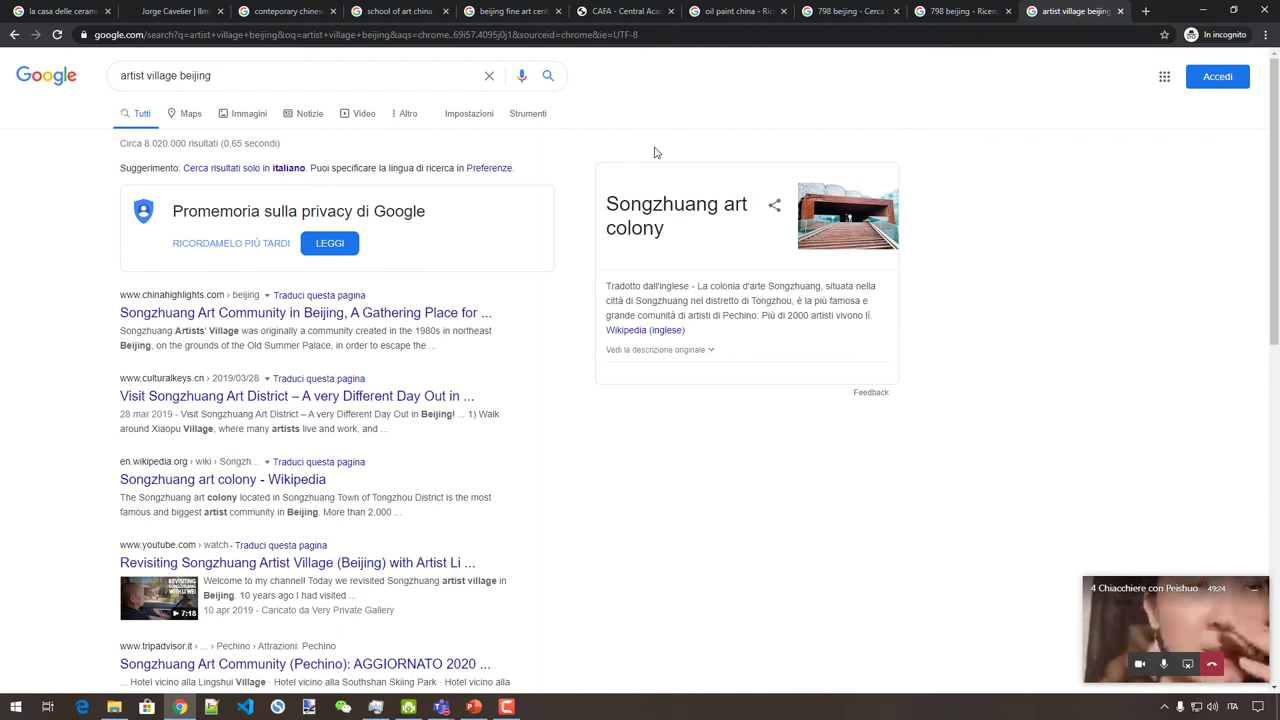 la casa delle ceram
Jorge Cavelier | Ilmi
conteporary chines
school of art china
beijing fine art cent
CAFA - Central Aca
oil paint china - Ric
798 beijing - Cerca
798 beijing - Ricer
artist village beijing
google.com/search?q=artist+village+beijing&oq=artist+village+beijing&aqs=chrome..69i57.4095j0j1&sourceid=chrome&ie=UTF-8
In incognito
Google
artist village beijing
Accedi
Tutti
Maps
Immagini
Notizie
Video
Altro
Impostazioni
Strumenti
Circa 8.020.000 risultati (0,65 secondi)
Suggerimento: Cerca risultati solo in italiano. Puoi specificare la lingua di ricerca in Preferenze.
Promemoria sulla privacy di Google
RICORDAMELO PIÙ TARDI
LEGGI
www.chinahighlights.com › beijing
Traduci questa pagina
Songzhuang Art Community in Beijing, A Gathering Place for ...
Songzhuang Artists' Village was originally a community created in the 1980s in northeast
Beijing, on the grounds of the Old Summer Palace, in order to escape the ...
www.culturalkeys.cn › 2019/03/28
Traduci questa pagina
Visit Songzhuang Art District – A very Different Day Out in ...
28 mar 2019 - Visit Songzhuang Art District – A very Different Day Out in Beijing! ... 1) Walk
around Xiaopu Village, where many artists live and work, and ...
en.wikipedia.org › wiki › Songzh...
Traduci questa pagina
Songzhuang art colony - Wikipedia
The Songzhuang art colony located in Songzhuang Town of Tongzhou District is the most
famous and biggest artist community in Beijing. More than 2,000 ...
www.youtube.com › watch - Traduci questa pagina
Revisiting Songzhuang Artist Village (Beijing) with Artist Li ...
REVISITING
SONGZHUANG
WITH LI WEI
7:18
Welcome to my channel! Today we revisited Songzhuang artist village in
Beijing. 10 years ago I had visited ...
10 apr 2019 - Caricato da Very Private Gallery
www.tripadvisor.it › ... › Pechino › Attrazioni: Pechino
Songzhuang Art Community (Pechino): AGGIORNATO 2020 ...
... Hotel vicino alla Lingshui Village · Hotel vicino alla Southshan Skiing Park · Hotel vicino alla
Songzhuang art
colony
Tradotto dall'inglese - La colonia d'arte Songzhuang, situata nella
città di Songzhuang nel distretto di Tongzhou, è la più famosa e
grande comunità di artisti di Pechino. Più di 2000 artisti vivono lì.
Wikipedia (inglese)
Vedi la descrizione originale
Feedback
4 Chiacchiere con Peishuo
49:24
ITA